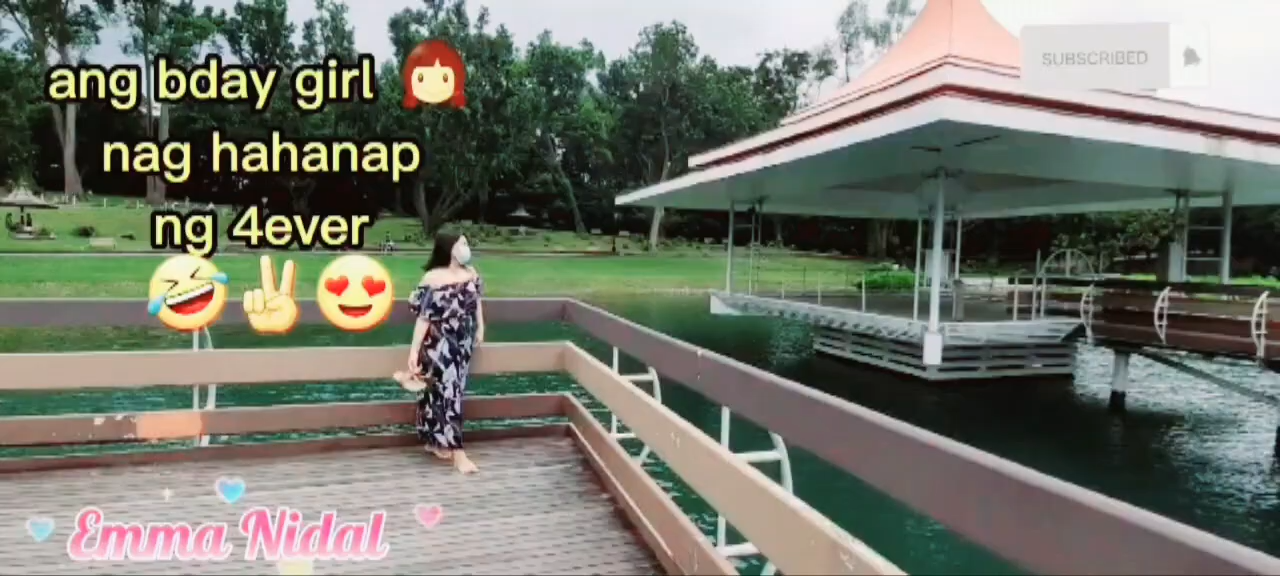 ang bday girl
SUBSCRIBED
nag hahanap
ng 4ever
Emma Nidal